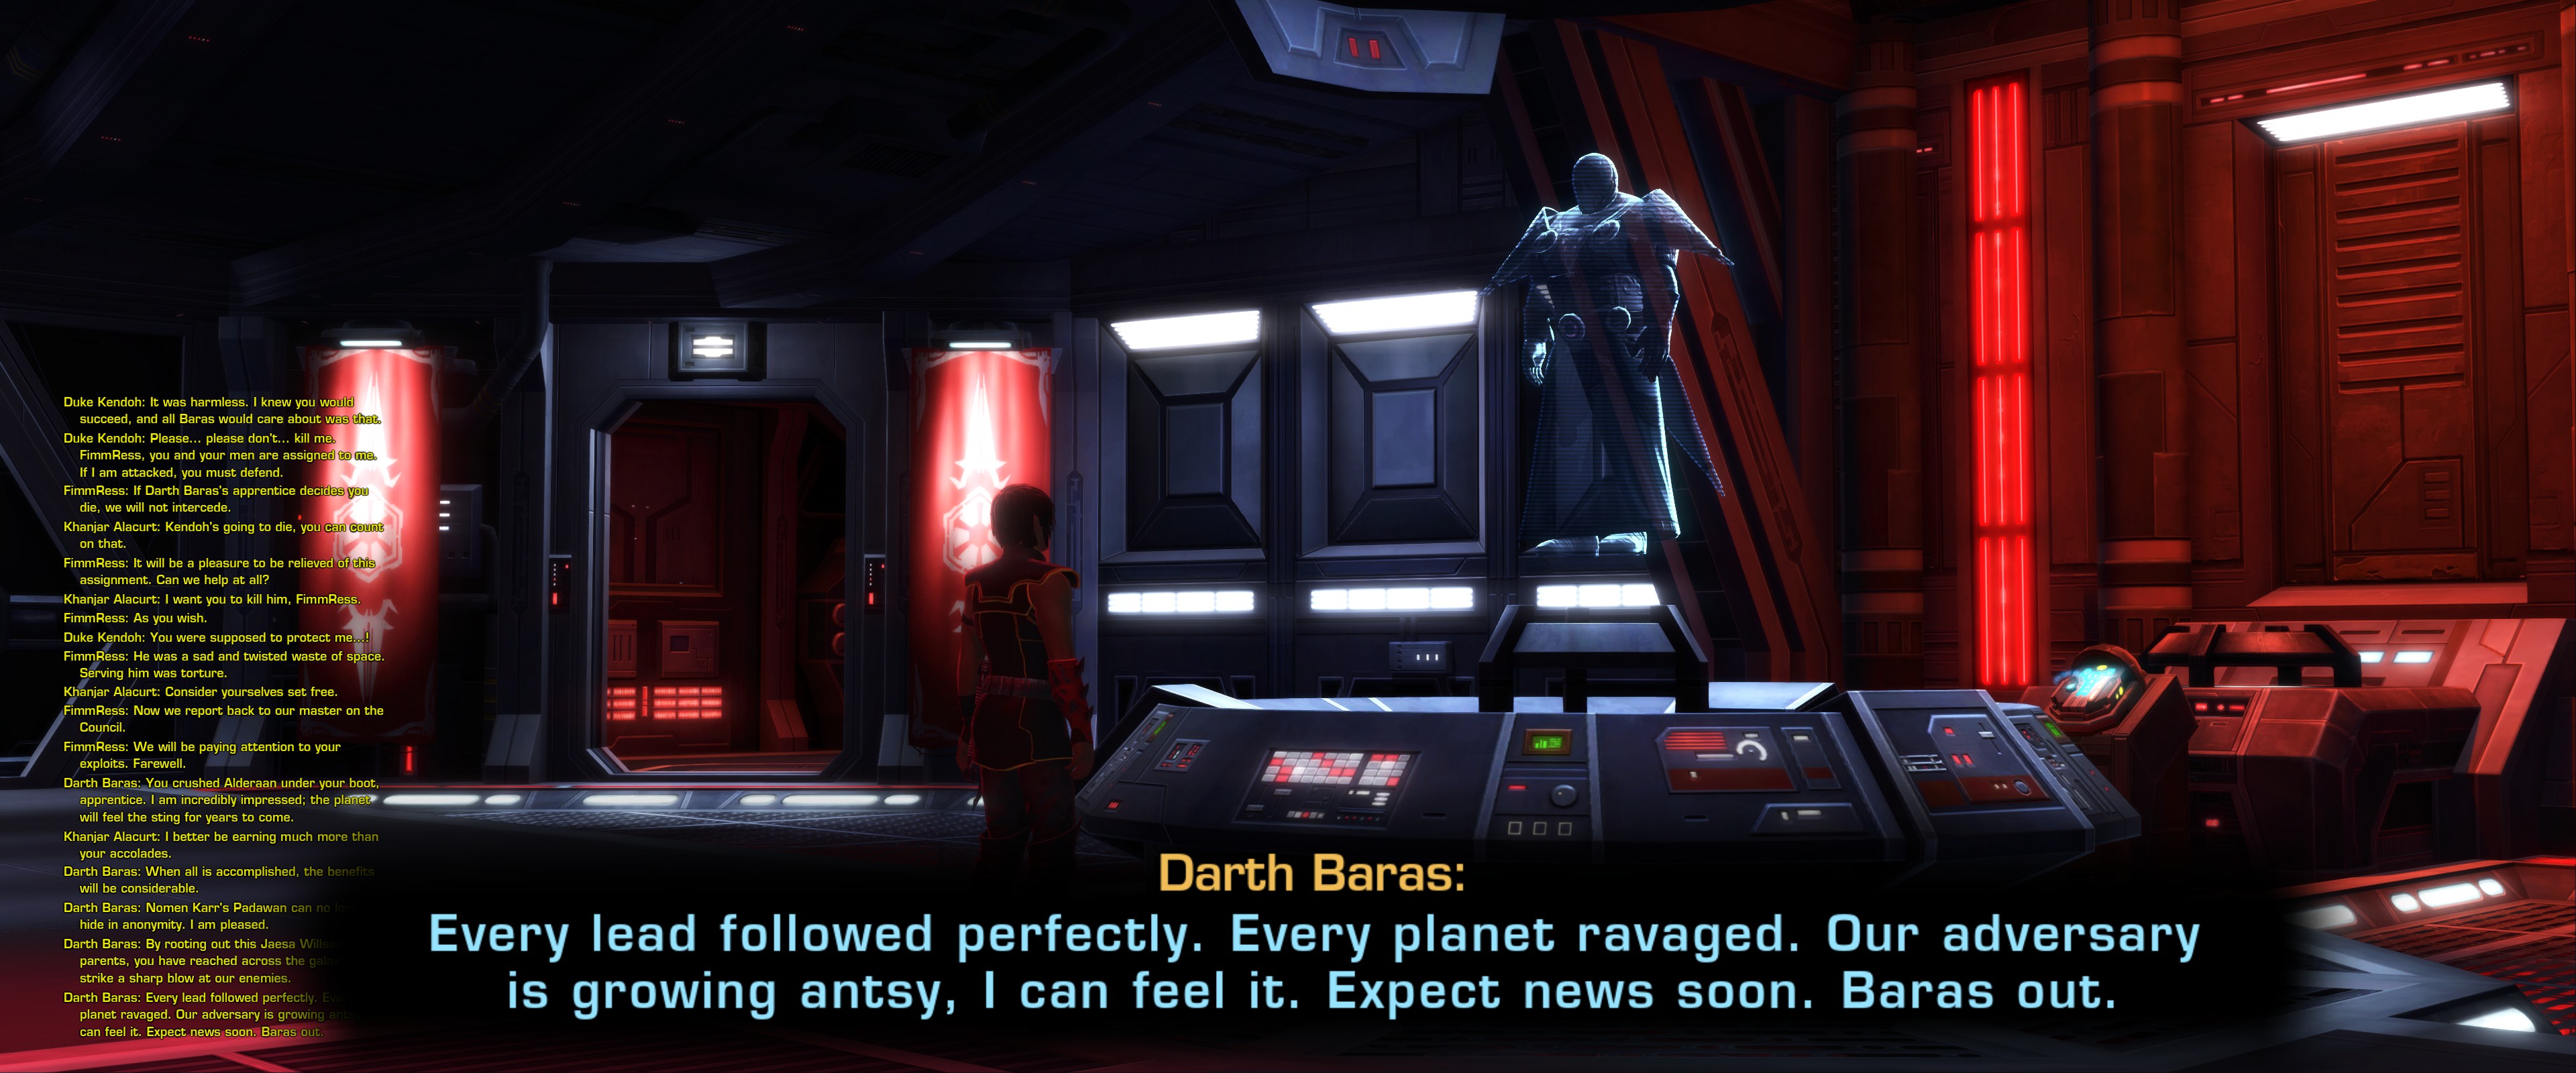 Duke Kendoh: It was harmless. I knew you would
succeed, and all Baras would care about was that.
Duke Kendoh: Please... please don't... kill me.
FimmRess, you and your men are assigned to me.
If I am attacked, you must defend.
FimmRess: If Darth Baras's apprentice decides you
die, we will not intercede.
Khanjar Alacurt: Kendoh's going to die, you can count
on that.
FimmRess: It will be a pleasure to be relieved of this
assignment. Can we help at all?
Khanjar Alacurt: I want you to kill him, FimmRess.
FimmRess: As you wish.
Duke Kendoh: You were supposed to protect me...!
FimmRess: He was a sad and twisted waste of space.
Serving him was torture.
Khanjar Alacurt: Consider yourselves set free.
FimmRess: Now we report back to our master on the
Council.
FimmRess: We will be paying attention to your
exploits. Farewell.
Darth Baras: You crushed Alderaan under your boot,
apprentice. I am incredibly impressed; the planet
will feel the sting for years to come.
Khanjar Alacurt: I better be earning much more than
your accolades.
Darth Baras: When all is accomplished, the benefits
will be considerable.
Darth Baras: Nomen Karr's Padawan can no
hide in anonymity. I am pleased.
Darth Baras: By rooting out this Jaesa
parents, you have reached across the
strike a sharp blow at our enemies.
Darth Baras: Every lead followed perfectly.
planet ravaged. Our adversary is growing
can feel it. Expect news soon. Baras out.
Darth Baras:
Every lead followed perfectly. Every planet ravaged. Our adversary
is growing antsy, I can feel it. Expect news soon. Baras out.